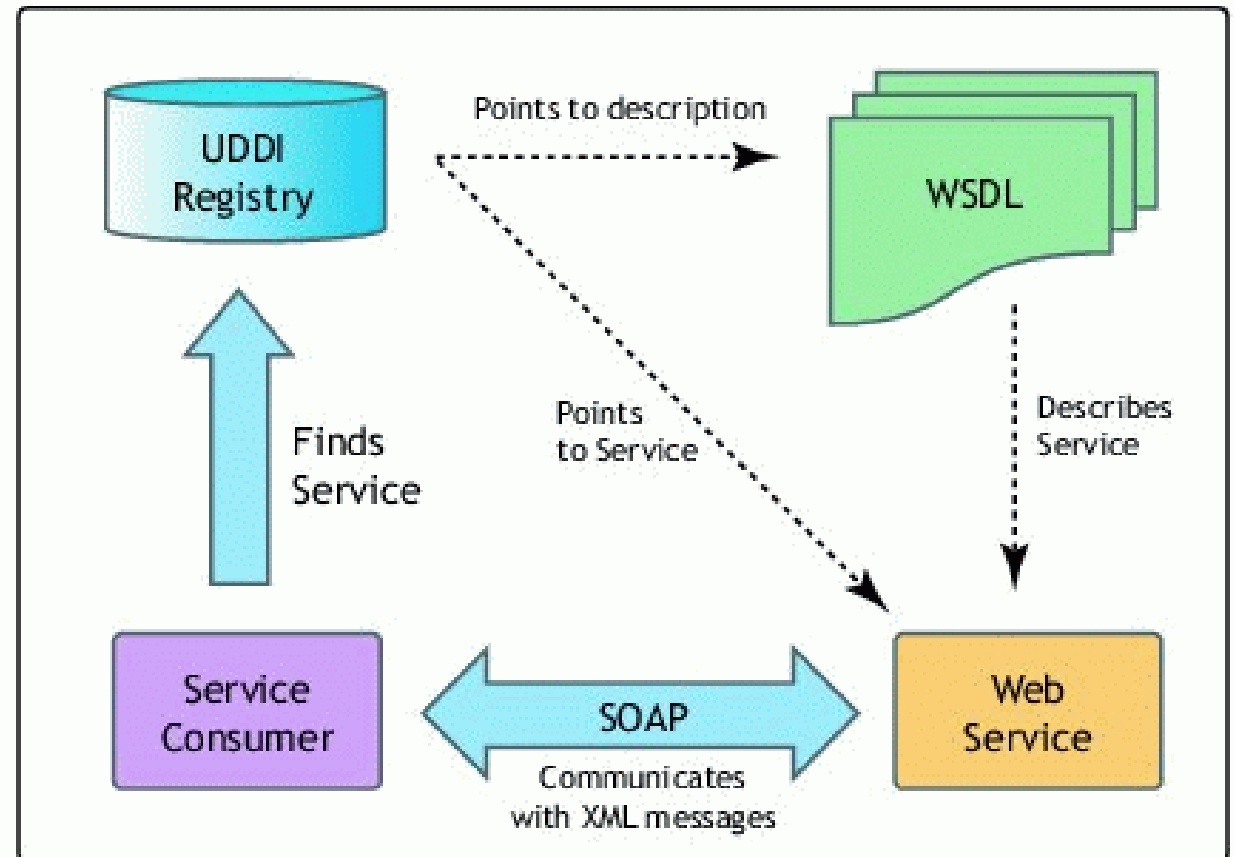 UDDI
Registry
Points to description
WSDL
Finds
Service
Points
to Service
Describes
Service
Service
Consumer
SOAP
Communicates
with XML messages
Web
Service